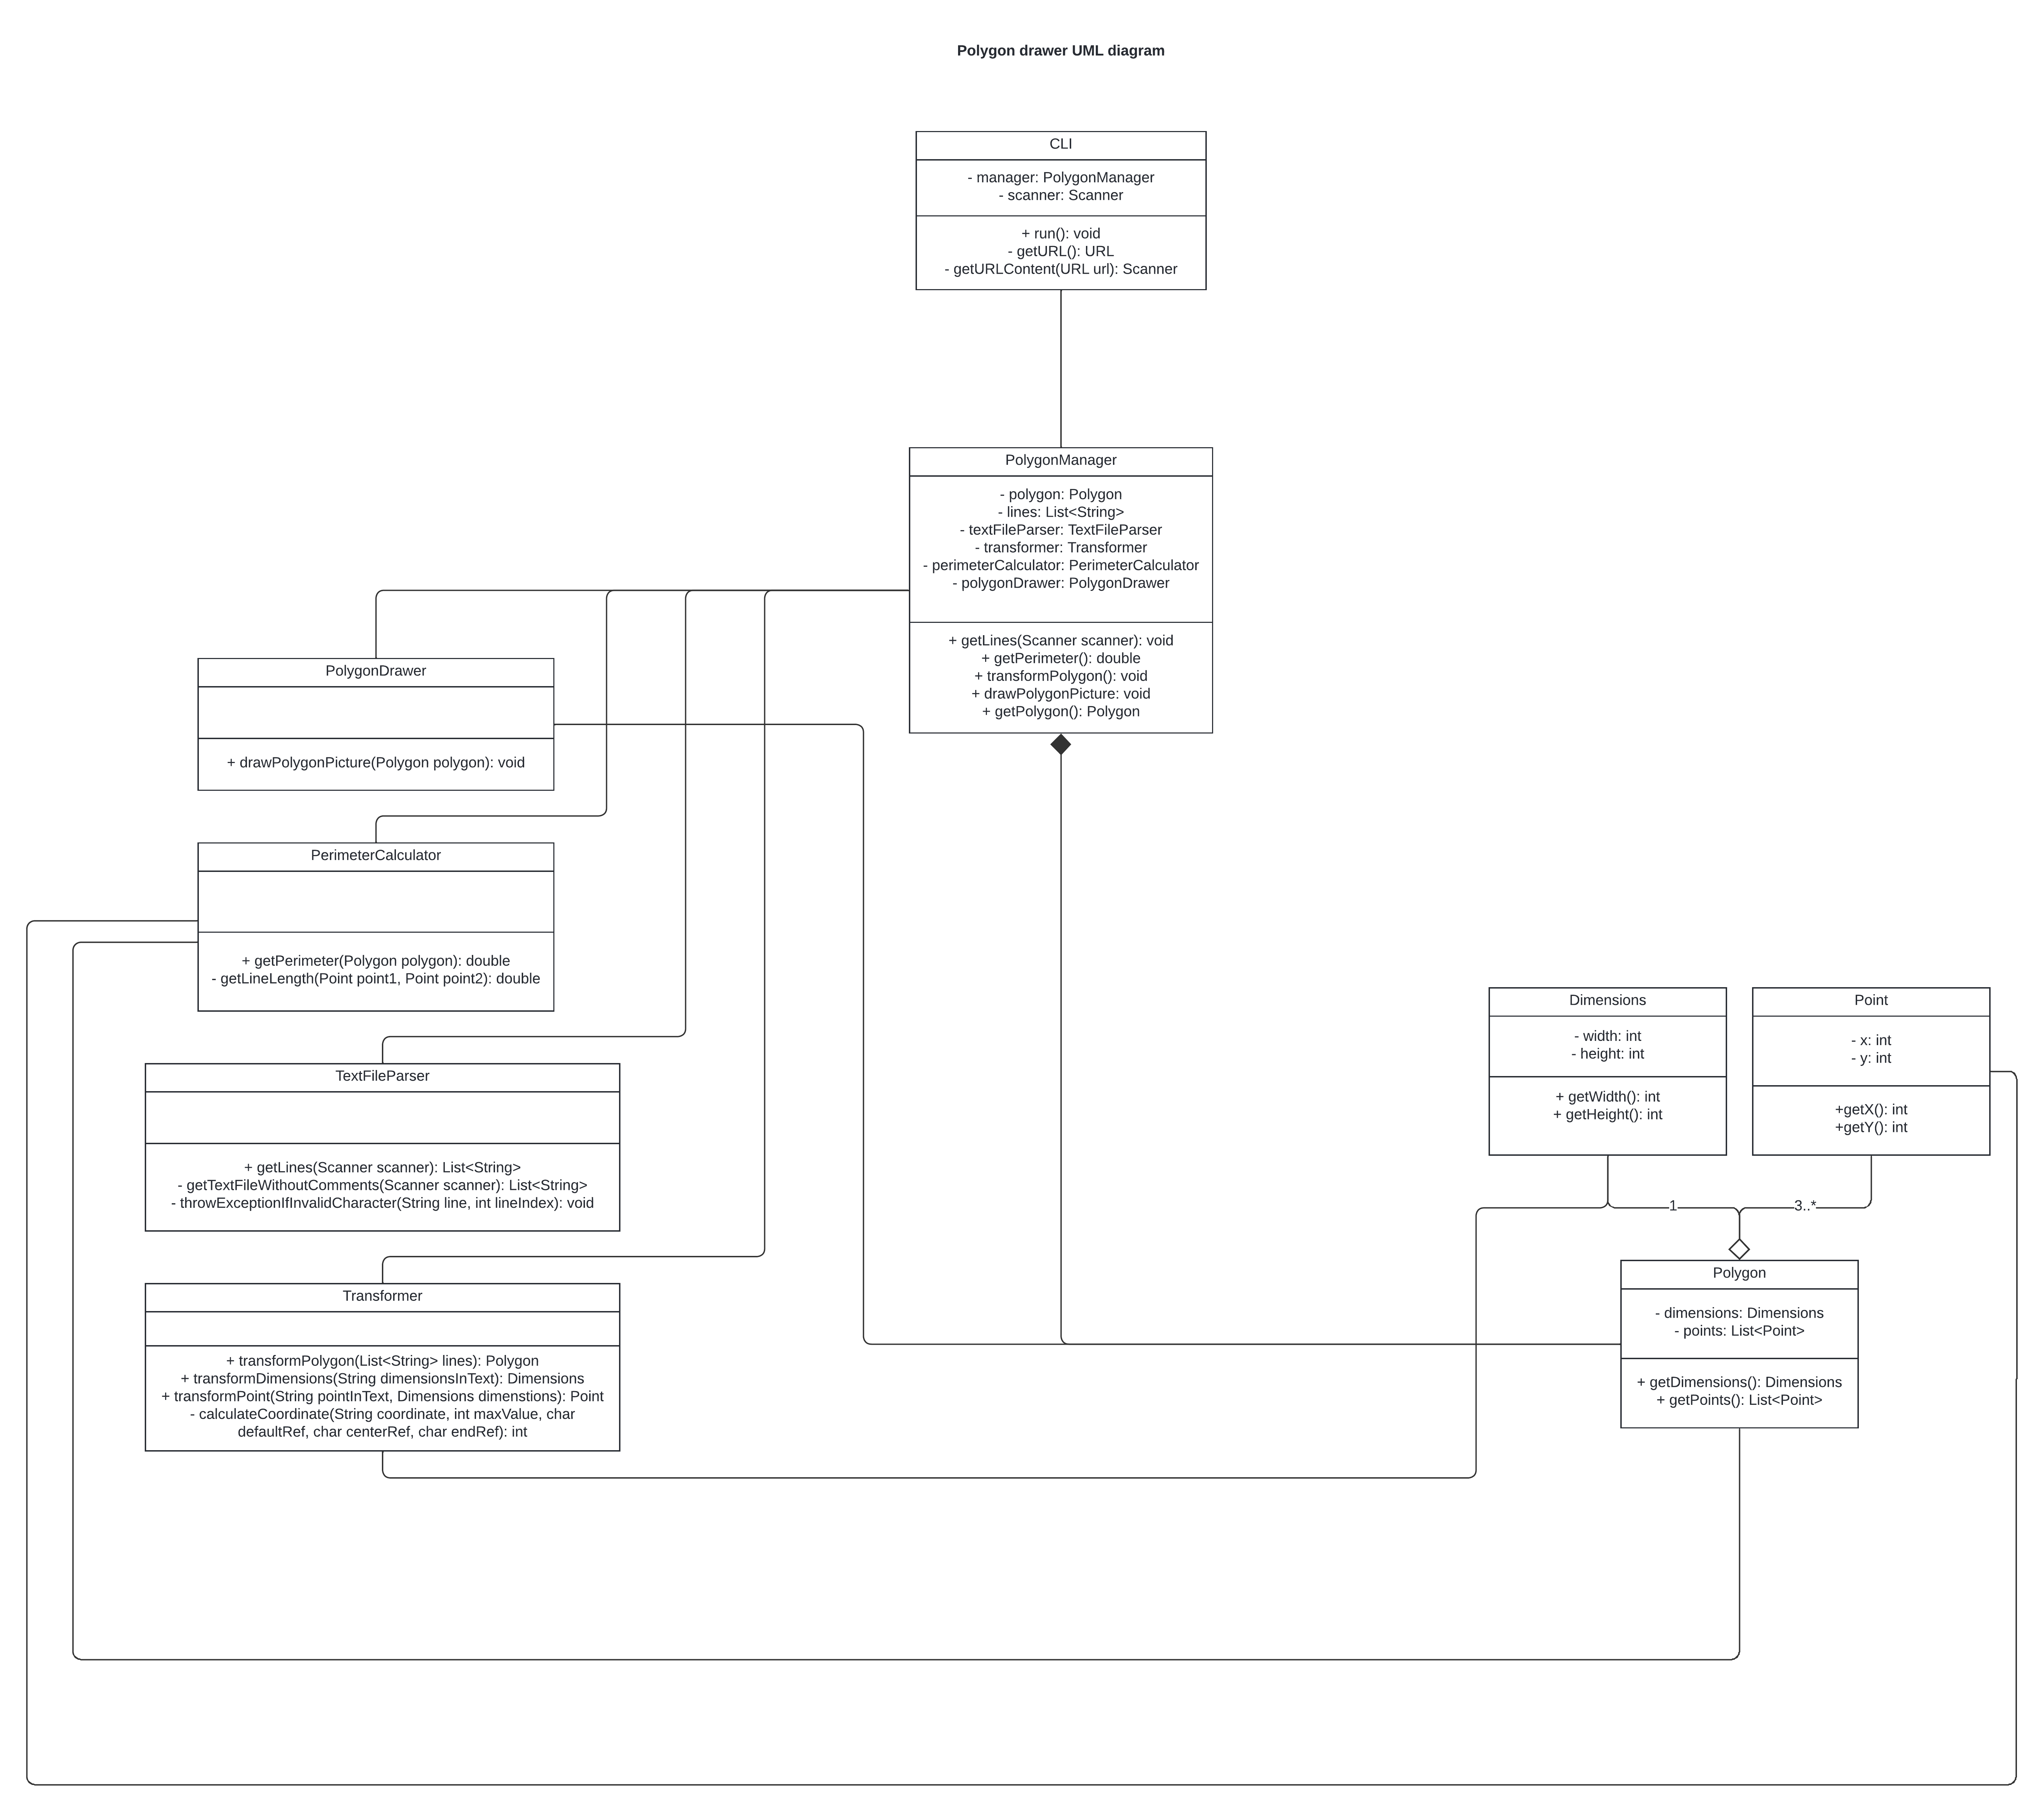 Polygon drawer UML diagram
CLI
- manager: PolygonManager
- scanner: Scanner
+ run(): void
- getURL(): URL
- getURLContent(URL url): Scanner
PolygonManager
- polygon: Polygon
- lines: List<String>
- textFileParser: TextFileParser
- transformer: Transformer
- perimeterCalculator: PerimeterCalculator
- polygonDrawer: PolygonDrawer
+ getLines(Scanner scanner): void
+ getPerimeter(): double
+ transformPolygon(): void
+ drawPolygonPicture: void
+ getPolygon(): Polygon
PolygonDrawer
+ drawPolygonPicture(Polygon polygon): void
PerimeterCalculator
+ getPerimeter(Polygon polygon): double
- getLineLength(Point point1, Point point2): double
TextFileParser
+ getLines(Scanner scanner): List<String>
- getTextFileWithoutComments(Scanner scanner): List<String>
- throwExceptionIfInvalidCharacter(String line, int lineIndex): void
Transformer
+ transformPolygon(List<String> lines): Polygon
+ transformDimensions(String dimensionsInText): Dimensions
+ transformPoint(String pointInText, Dimensions dimenstions): Point
- calculateCoordinate(String coordinate, int maxValue, char
defaultRef, char centerRef, char endRef): int
Dimensions
- width: int
- height: int
+ getWidth(): int
+ getHeight(): int
Point
- x: int
- y: int
+getX(): int
+getY(): int
1
3..*
Polygon
- dimensions: Dimensions
- points: List<Point>
+ getDimensions(): Dimensions
+ getPoints(): List<Point>